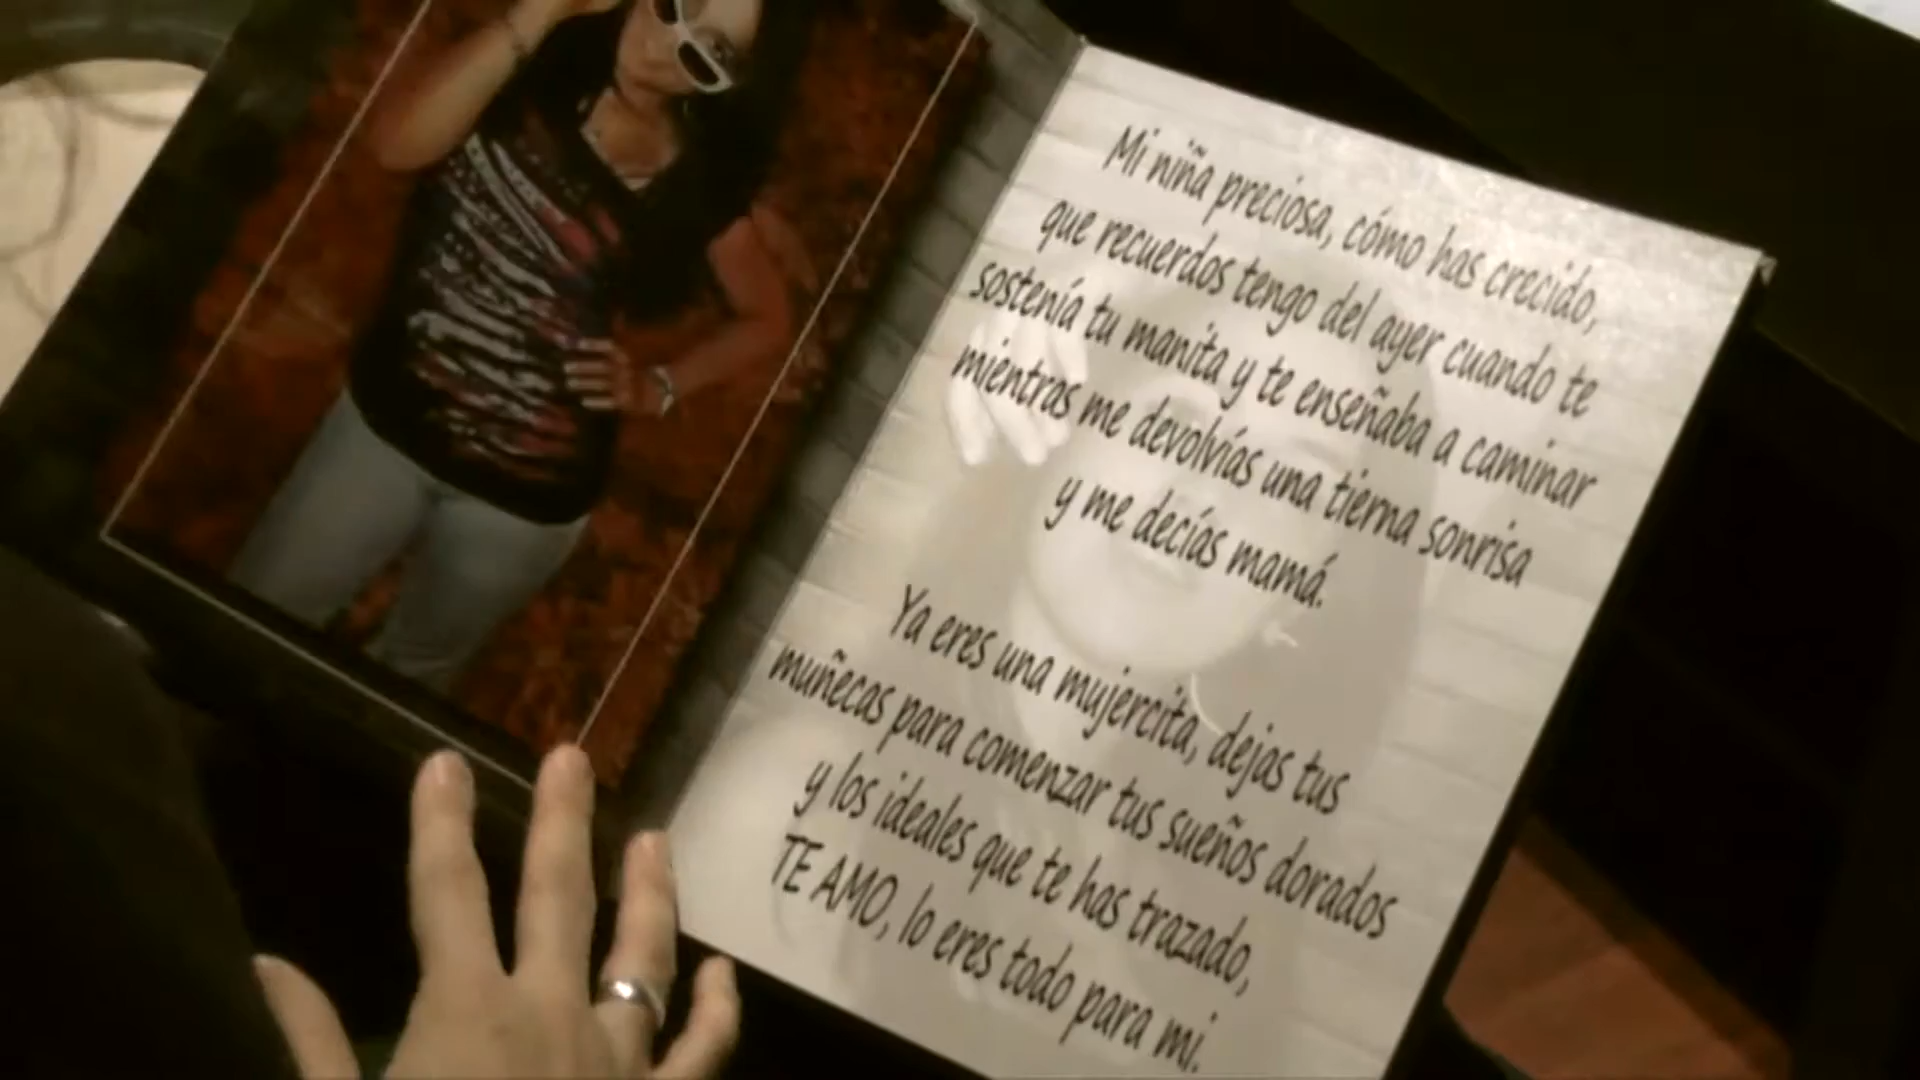 Mi niña preciosa, cómo has crecido,
que recuerdos tengo del ayer cuando te
sostenía tu manita y te enseñaba a caminar
mientras me devolvías una tierna sonrisa
y me decías mamá.
Ya eres una mujercita, dejas tus
muñecas para comenzar tus sueños dorados
y los ideales que te has trazado,
TE AMO, lo eres todo para mi.